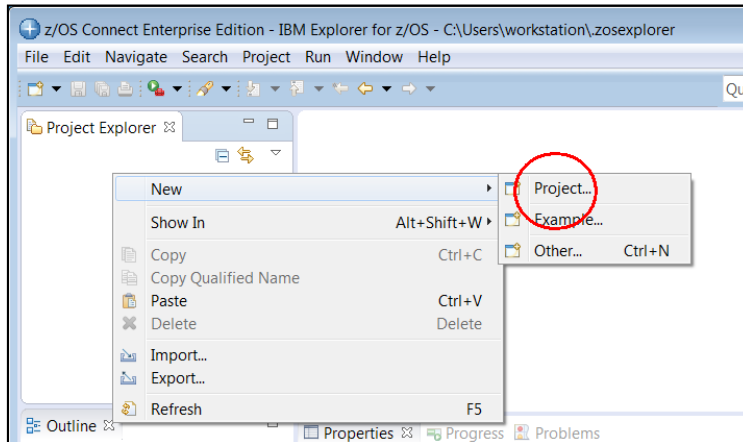 z/OS Connect Enterprise Edition - IBM Explorer for z/OS - C:\Users\workstation\.zosexplorer
File Edit Navigate Search Project Run Window Help
Qu
Project Explorer
New
Project...
Show In Alt+Shift+W
Example...
Other... Ctrl+N
Copy Ctrl+C
Copy Qualified Name
Paste Ctrl+V
Delete Delete
Import...
Export...
Refresh F5
Outline
Properties Progress Problems